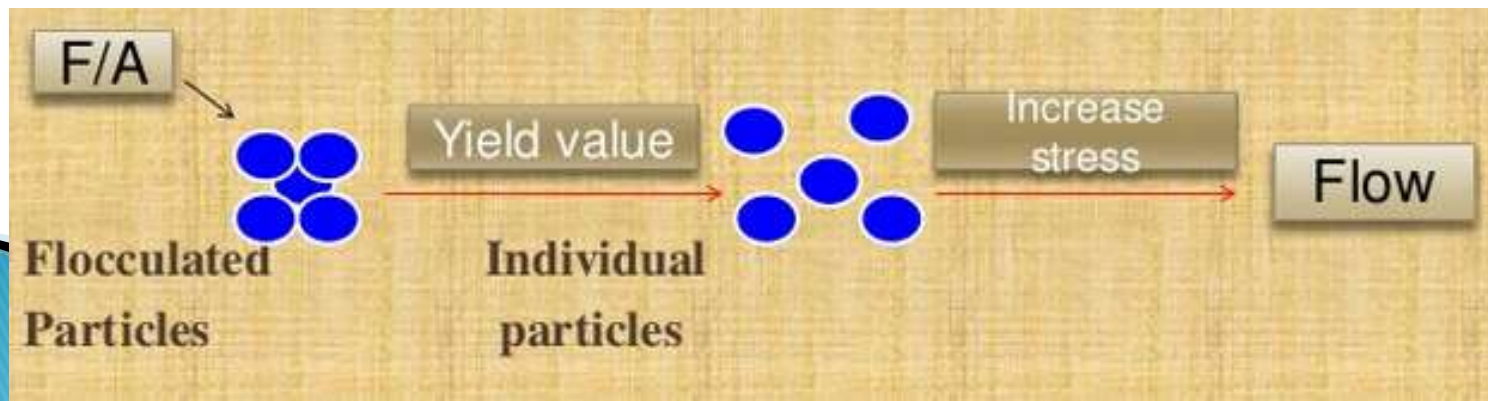 F/A
Yield value
Increase
stress
Flow
Flocculated
Particles
Individual
particles